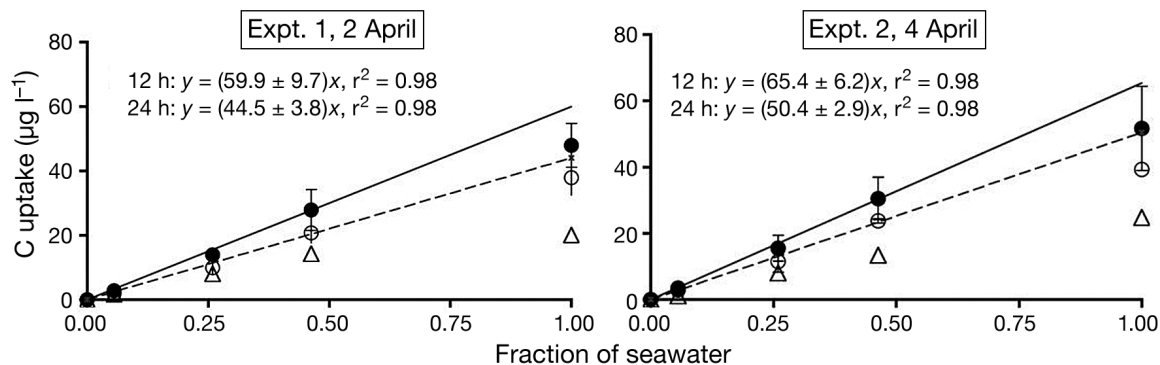 Expt. 1, 2 April
12 h: y = (59.9 ± 9.7)x, r² = 0.98
24 h: y = (44.5 ± 3.8)x, r² = 0.98
C uptake (µg l⁻¹)
80
60
40
20
0
0.00 0.25 0.50 0.75 1.00
Expt. 2, 4 April
12 h: y = (65.4 ± 6.2)x, r² = 0.98
24 h: y = (50.4 ± 2.9)x, r² = 0.98
80
60
40
20
0
0.00 0.25 0.50 0.75 1.00
Fraction of seawater